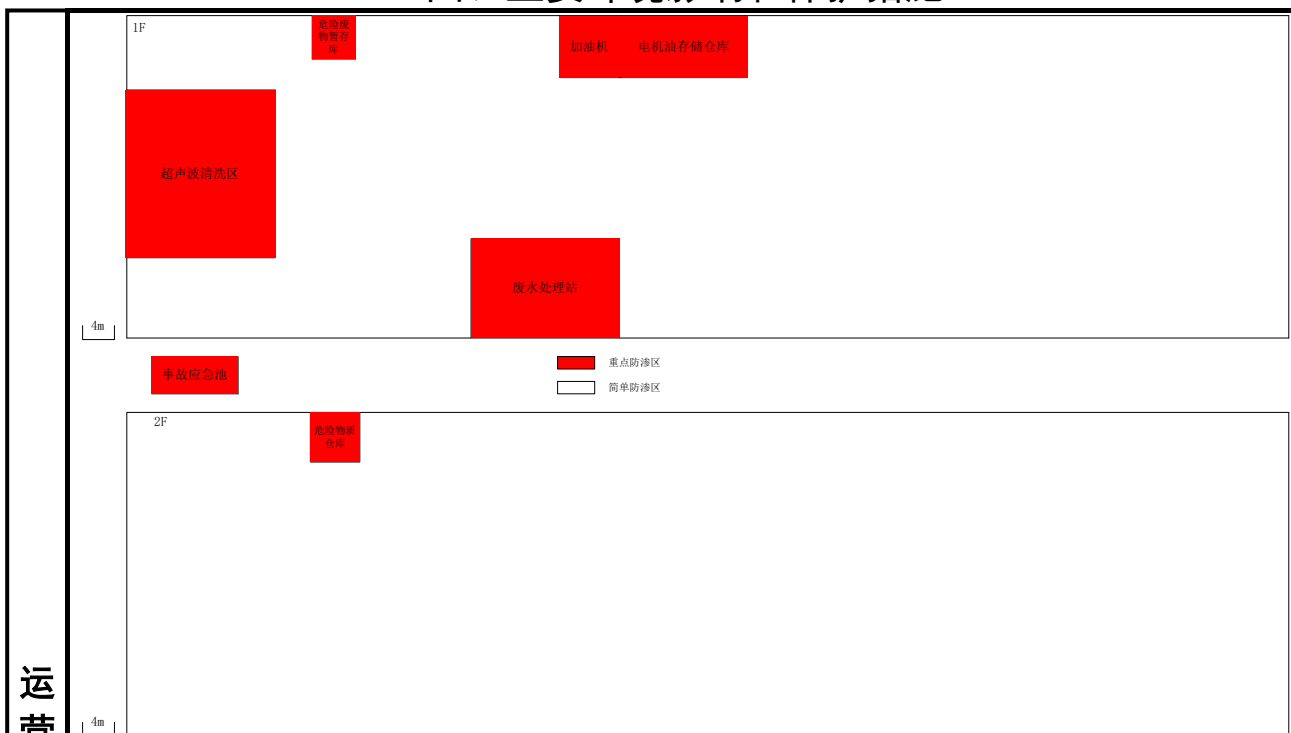 1F
危险废
物暂存
库
加油机
电机油存储仓库
超声波清洗区
废水处理站
4m
事故应急池
重点防渗区
简单防渗区
2F
危险物质
仓库
运
营
4m